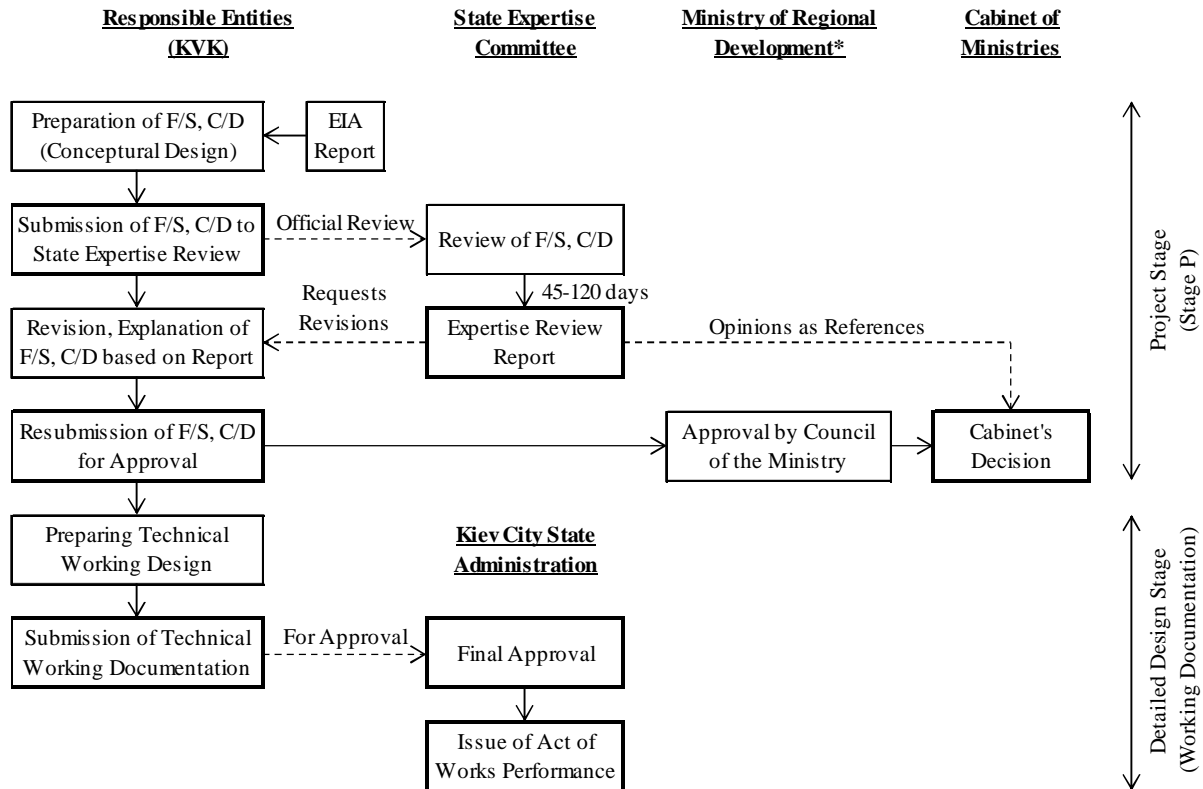 Responsible Entities
(KVK)
State Expertise
Committee
Ministry of Regional
Development*
Cabinet of
Ministries
Preparation of F/S, C/D
(Conceptural Design)
EIA
Report
Submission of F/S, C/D to
State Expertise Review
Official Review
Review of F/S, C/D
45-120 days
Requests
Revisions
Revision, Explanation of
F/S, C/D based on Report
Expertise Review
Report
Opinions as References
Resubmission of F/S, C/D
for Approval
Approval by Council
of the Ministry
Cabinet's
Decision
Project Stage
(Stage P)
Preparing Technical
Working Design
Kiev City State
Administration
Submission of Technical
Working Documentation
For Approval
Final Approval
Issue of Act of
Works Performance
Detailed Design Stage
(Working Documentation)